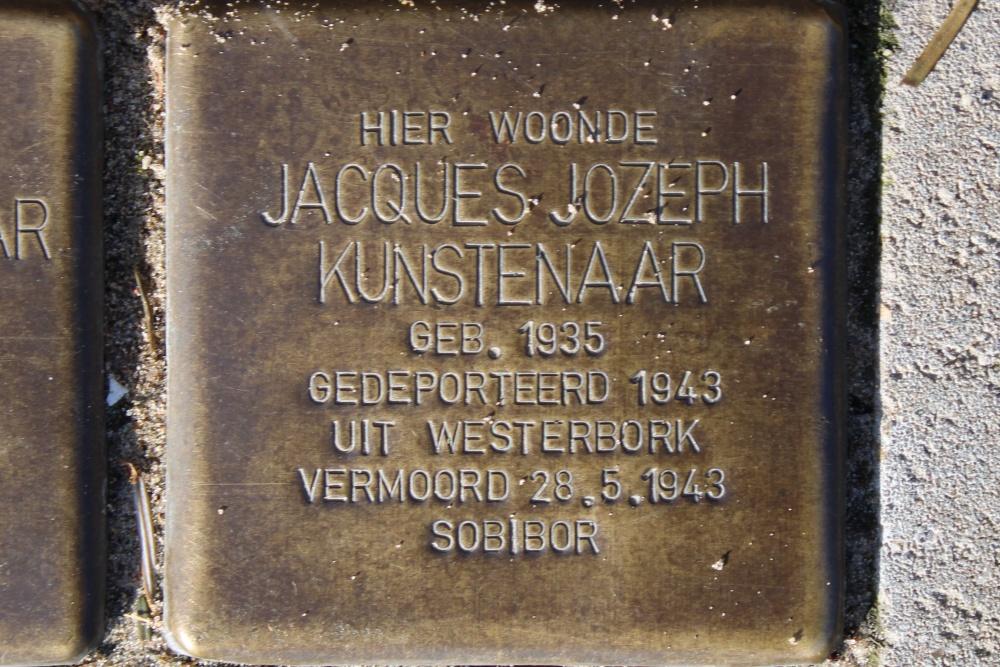 HIER WOONDE
JACQUES JOZEPH
KUNSTENAAR
GEB. 1935
GEDEPORTEERD 1943
UIT WESTERBORK
VERMOORD 28.5.1943
SOBIBOR